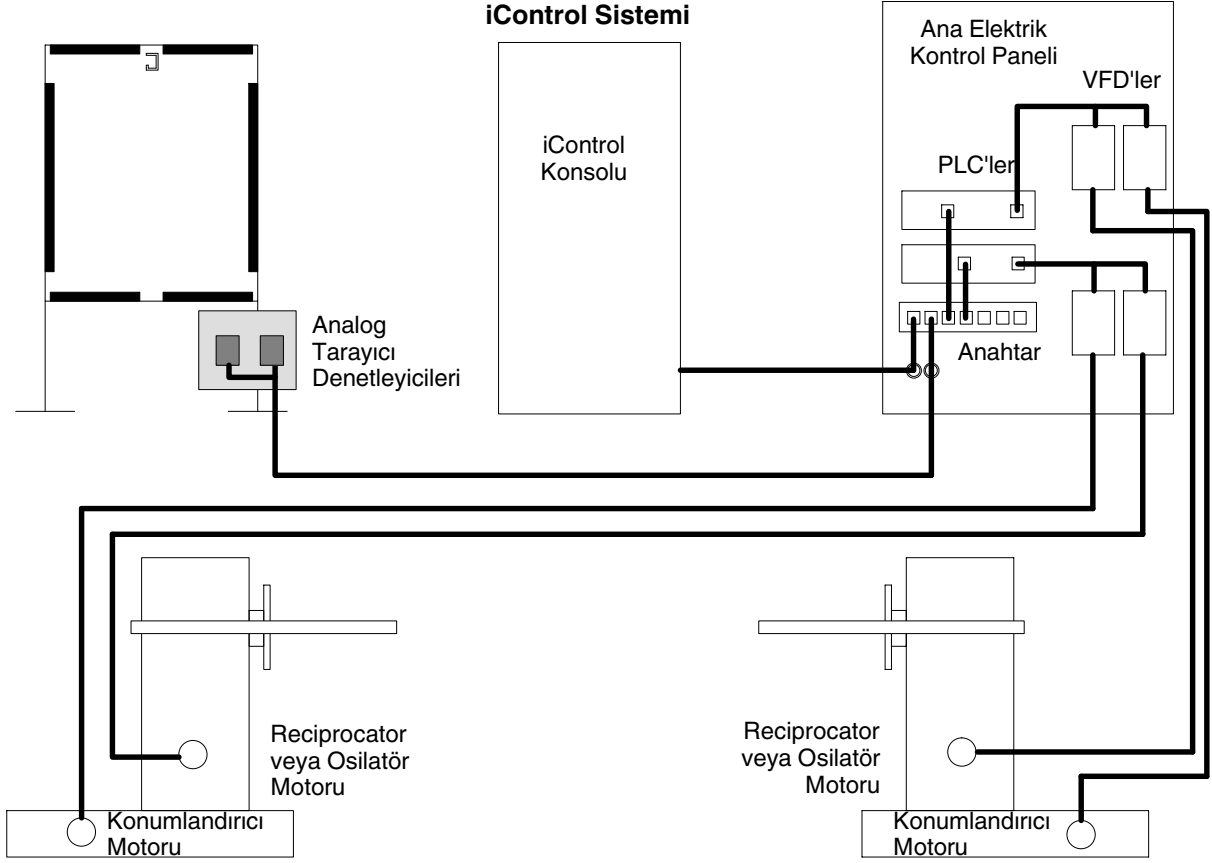 iControl Sistemi
Ana Elektrik
Kontrol Paneli
VFD'ler
iControl
Konsolu
PLC'ler
Analog
Tarayıcı
Denetleyicileri
Anahtar
Reciprocator
veya Osilatör
Motoru
Reciprocator
veya Osilatör
Motoru
Konumlandırıcı
Motoru
Konumlandırıcı
Motoru